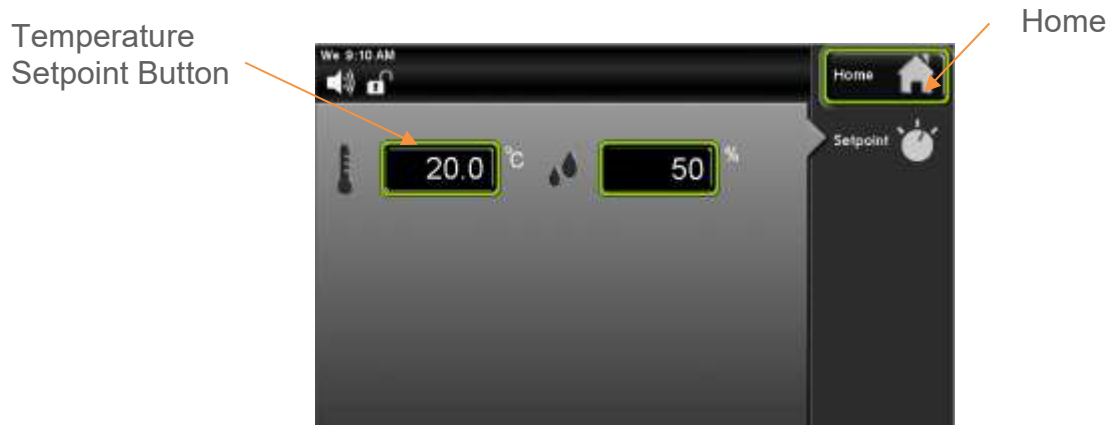 Temperature
Setpoint Button
Home
We 9:10 AM
Home
Setpoint
20.0 °C
50 %